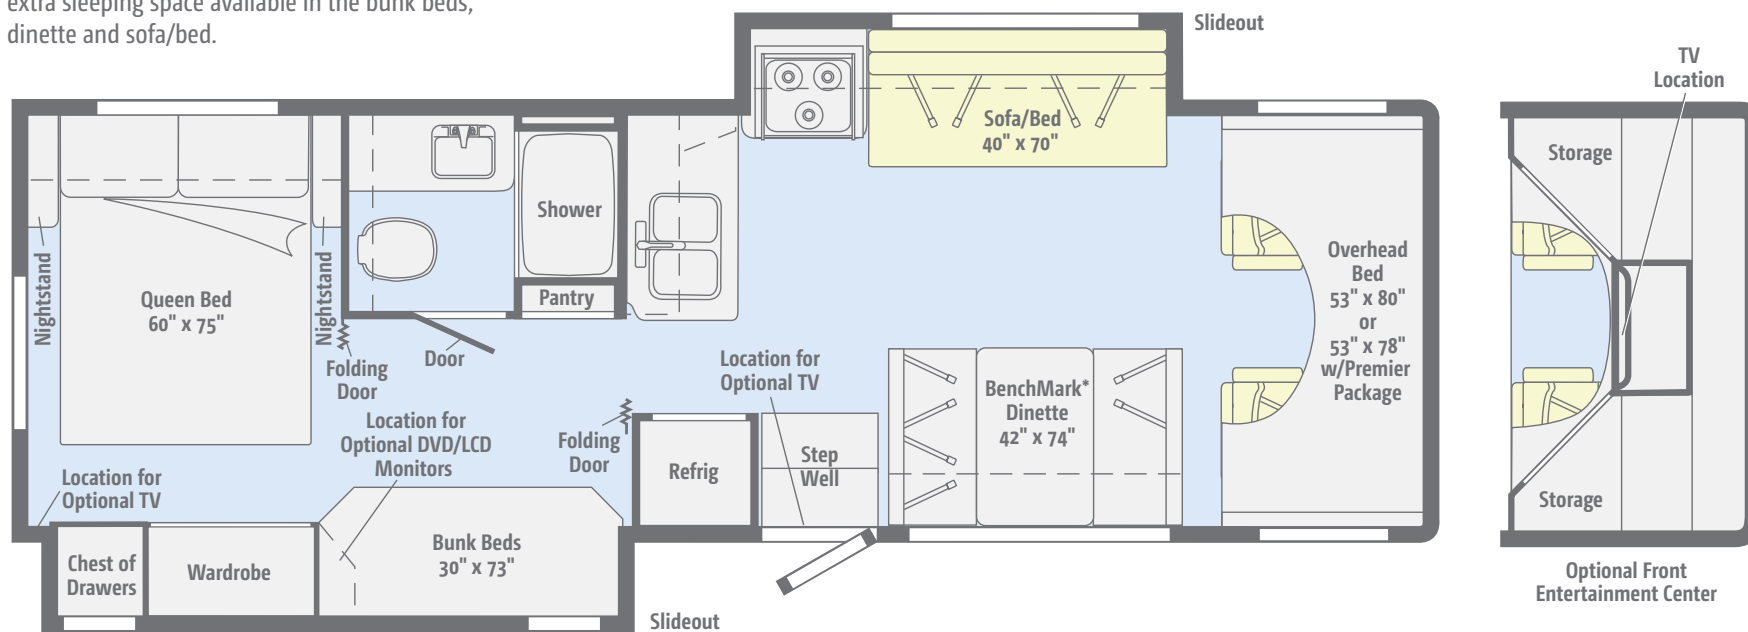 extra sleeping space available in the bunk beds,
dinette and sofa/bed.
Slideout
TV
Location
Sofa/Bed
40" x 70"
Storage
Shower
Overhead
Bed
53" x 80"
or
53" x 78"
w/Premier
Package
Nightstand
Queen Bed
60" x 75"
Nightstand
Pantry
Folding
Door
Door
Location for
Optional TV
BenchMark*
Dinette
42" x 74"
Location for
Optional DVD/LCD
Monitors
Folding
Door
Refrig
Step
Well
Location for
Optional TV
Storage
Chest of
Drawers
Wardrobe
Bunk Beds
30" x 73"
Slideout
Optional Front
Entertainment Center